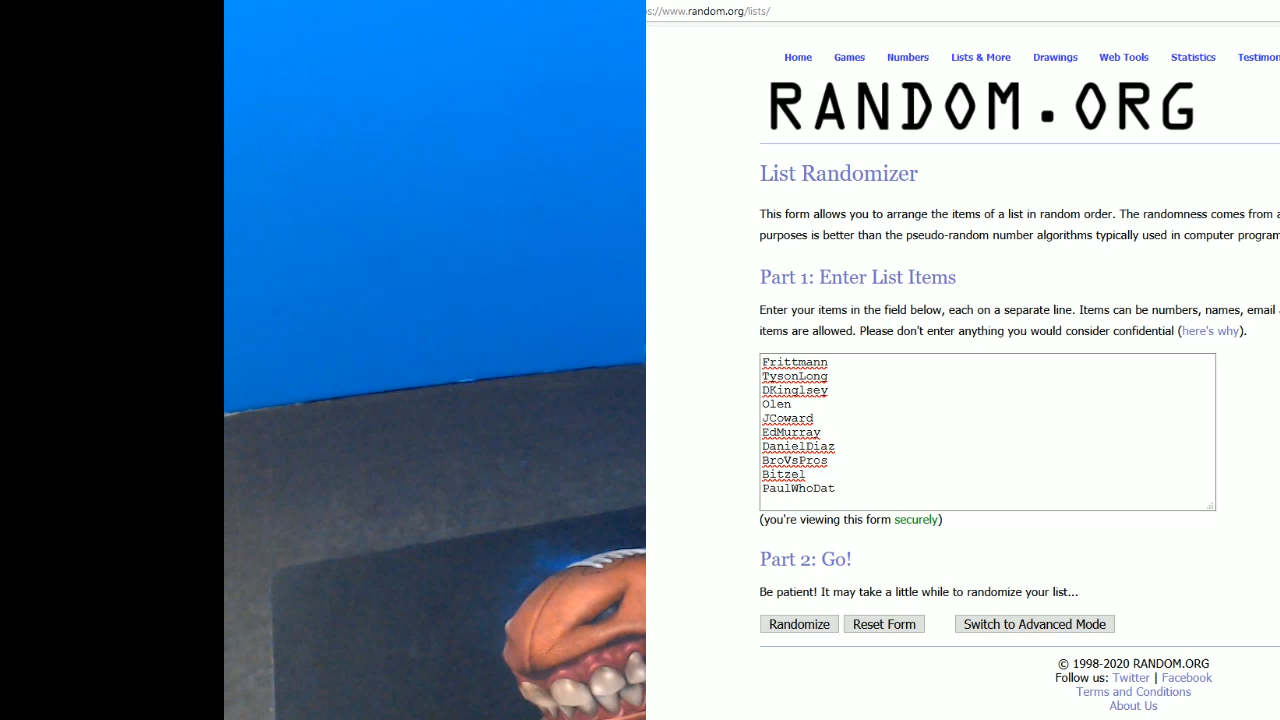 s://www.random.org/lists/
Home Games Numbers Lists & More Drawings Web Tools Statistics Testimon
RANDOM.ORG
List Randomizer
This form allows you to arrange the items of a list in random order. The randomness comes from a
purposes is better than the pseudo-random number algorithms typically used in computer program
Part 1: Enter List Items
Enter your items in the field below, each on a separate line. Items can be numbers, names, email
items are allowed. Please don't enter anything you would consider confidential (here's why).
Frittmann
TysonLong
DKinglsey
Olen
JCoward
EdMurray
DanielDiaz
BroVsPros
Bitzel
PaulWhoDat
(you're viewing this form securely)
Part 2: Go!
Be patient! It may take a little while to randomize your list...
Randomize Reset Form Switch to Advanced Mode
© 1998-2020 RANDOM.ORG
Follow us: Twitter | Facebook
Terms and Conditions
About Us